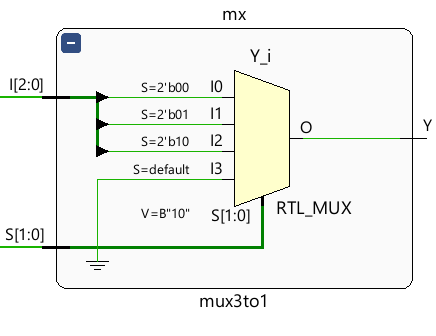 mx
Y_i
I[2:0]
S=2'b00 I0
S=2'b01 I1
S=2'b10 I2
S=default I3
O
Y
V=B"10" S[1:0]
RTL_MUX
S[1:0]
mux3to1